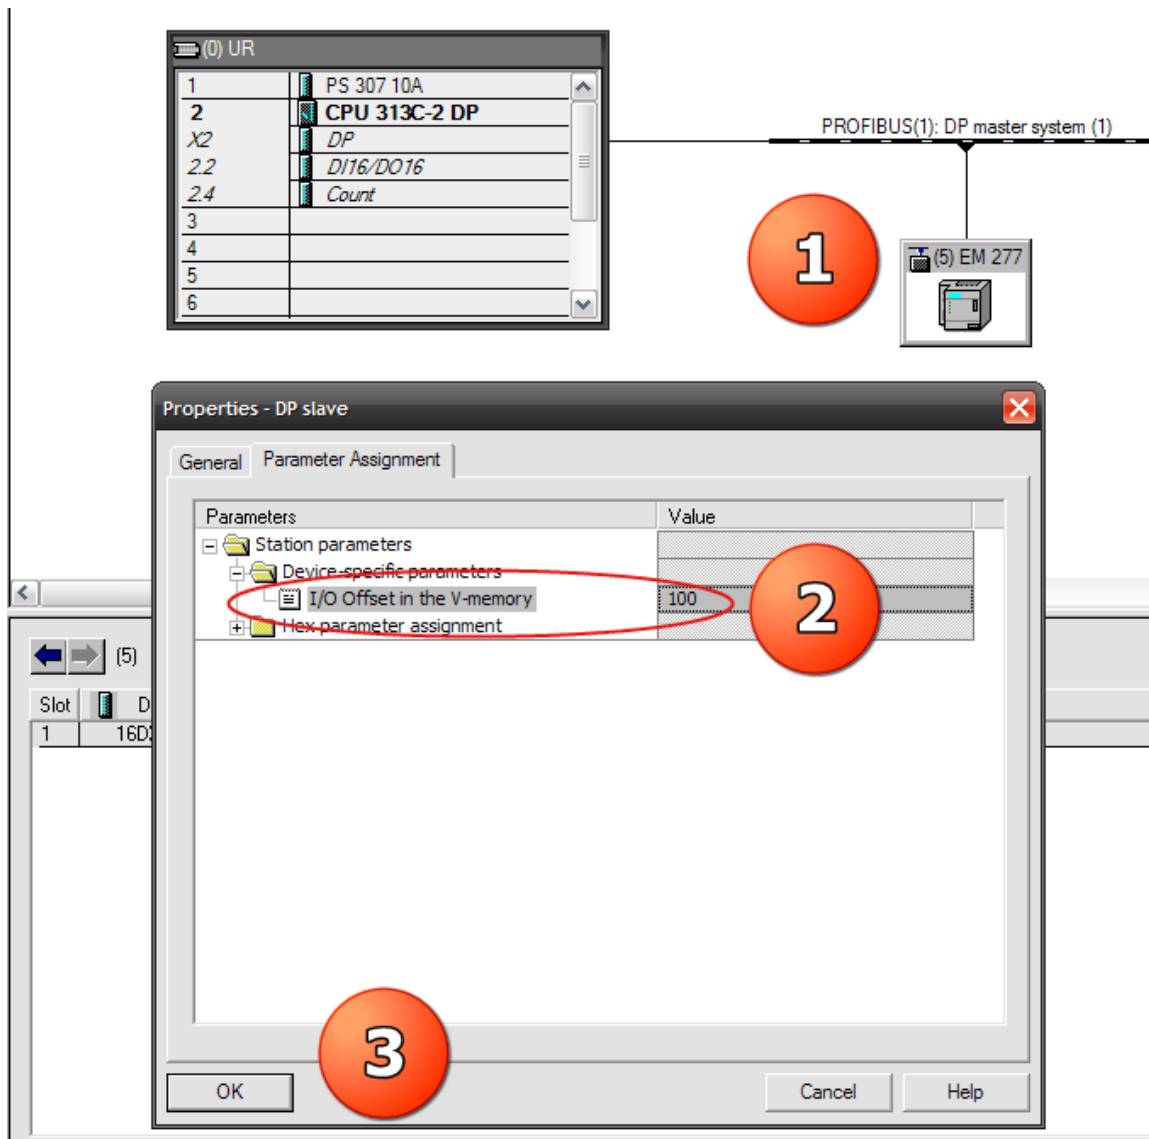 (0) UR
1 PS 307 10A
2 CPU 313C-2 DP
X2 DP
2.2 DI16/DO16
2.4 Count
3
4
5
6
PROFIBUS(1): DP master system (1)
1
(5) EM 277
Properties - DP slave
General Parameter Assignment
Parameters Value
Station parameters
Device-specific parameters
I/O Offset in the V-memory 100
Hex parameter assignment
2
(5)
Slot D
1 16D
3
OK Cancel Help